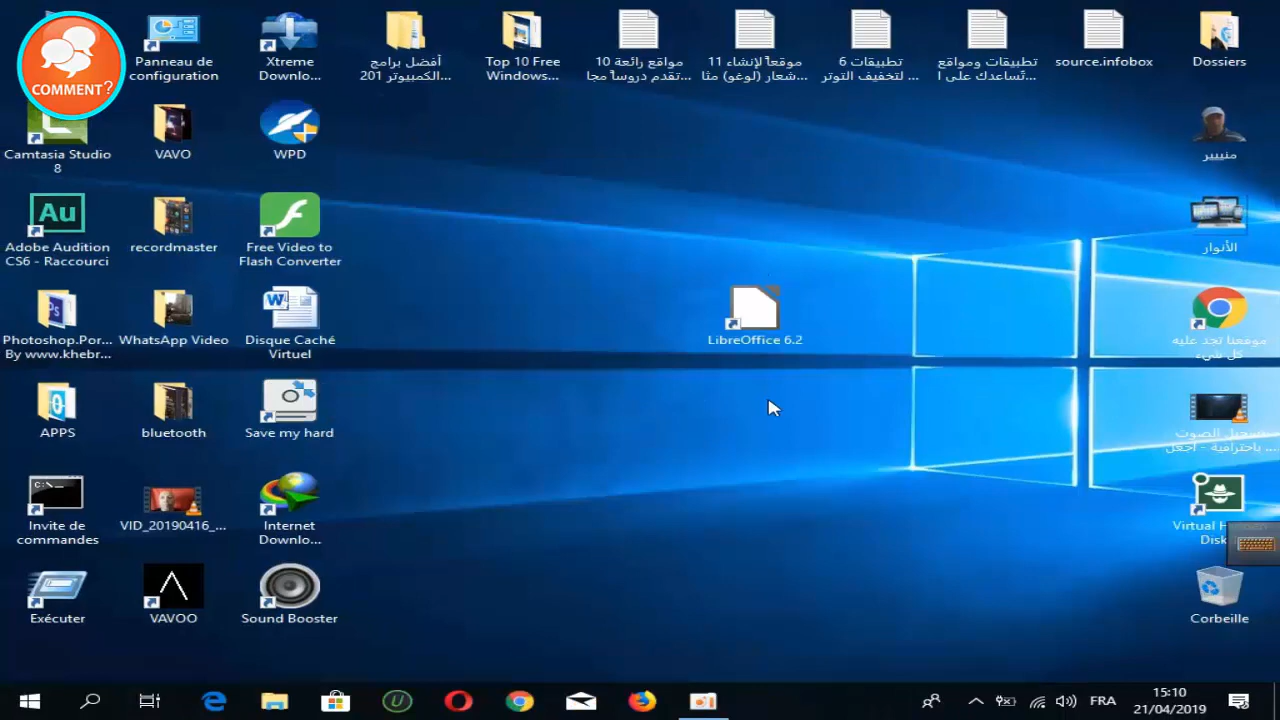 COMMENT?
Panneau de
configuration
Xtreme
Downlo...
أفضل برامج
الكمبيوتر 201...
Top 10 Free
Windows...
10 مواقع رائعة
تقدم دروساً مجا...
11 موقعاً لإنشاء
شعار (لوغو) مثا...
6 تطبيقات
لتخفيف التوتر ...
تطبيقات ومواقع
تساعدك على ا...
source.infobox
Dossiers
Camtasia Studio
8
VAVO
WPD
منييير
Adobe Audition
CS6 - Raccourci
recordmaster
Free Video to
Flash Converter
الأنوار
Photoshop.Por...
By www.khebr...
WhatsApp Video
Disque Caché
Virtuel
LibreOffice 6.2
موقعنا تجد عليه
كل شيء
APPS
bluetooth
Save my hard
تسجيل الصوت
باحترافية - اجعل ...
Invite de
commandes
VID_20190416_...
Internet
Downlo...
Virtual
Disk
Exécuter
VAVOO
Sound Booster
Corbeille
FRA
15:10
21/04/2019